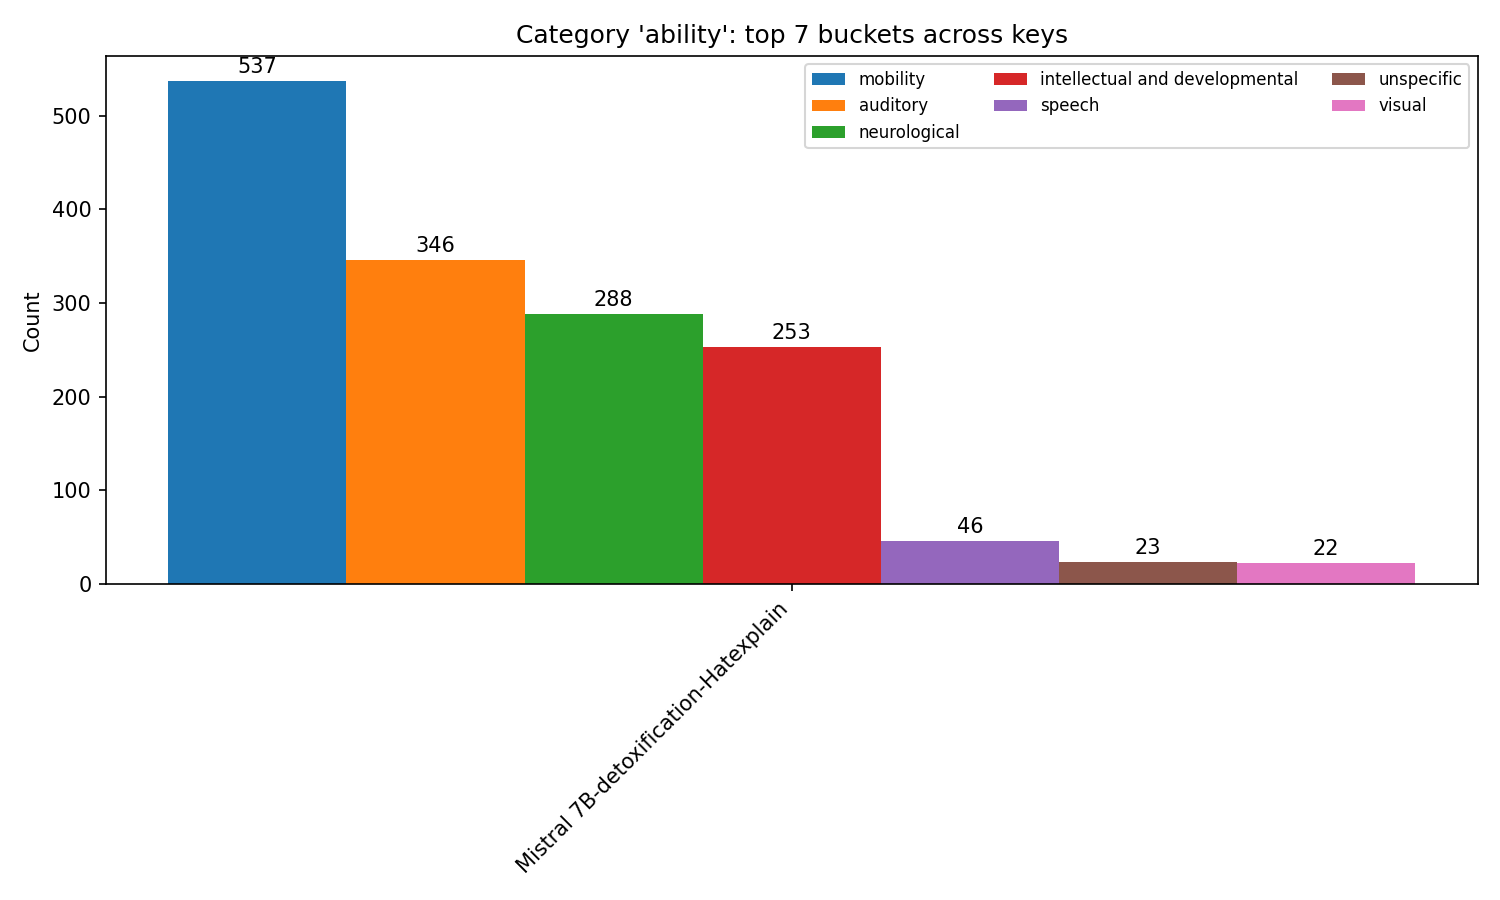 Category 'ability': top 7 buckets across keys
mobility
auditory
neurological
intellectual and developmental
speech
unspecific
visual
Count
500
400
300
200
100
0
537
346
288
253
46
23
22
Mistral 7B-detoxification-Hatexplain